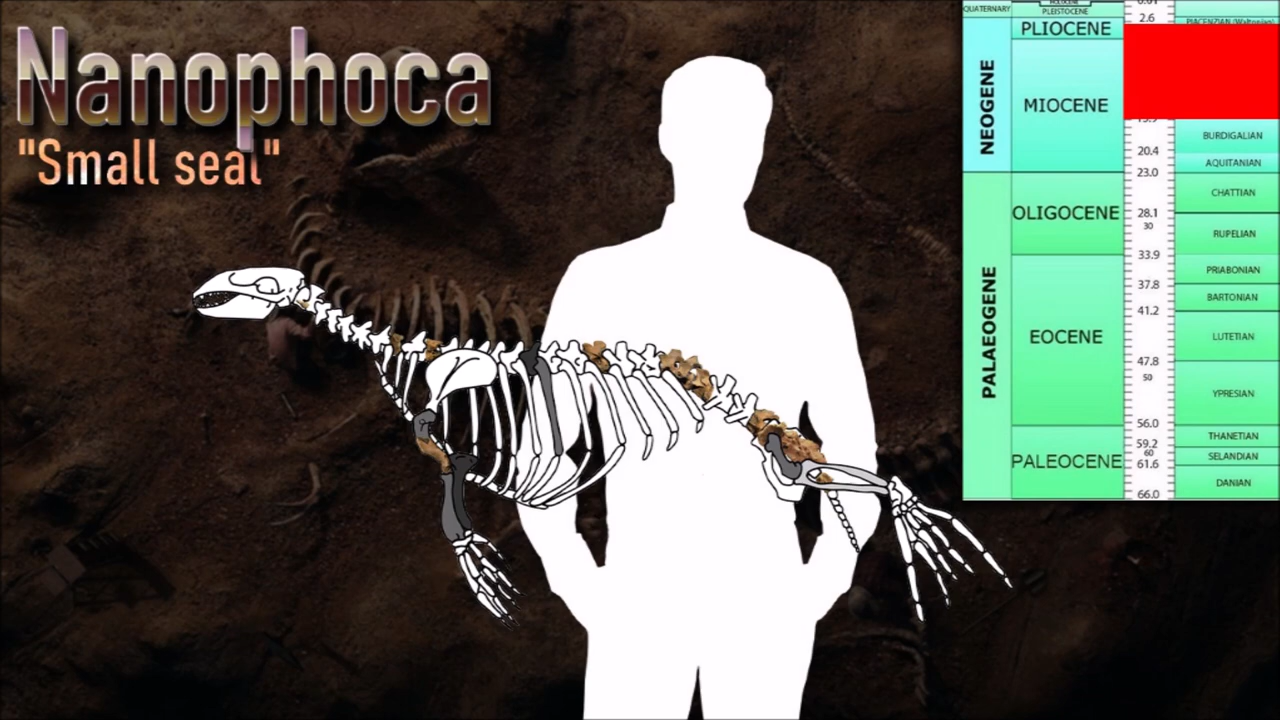 Nanophoca
"Small seal"
QUATERNARY
PLEISTOCENE
2.6
PIACENZIAN (Waltonian)
PLIOCENE
NEOGENE
MIOCENE
BURDIGALIAN
20.4
AQUITANIAN
23.0
CHATTIAN
OLIGOCENE
28.1
30
RUPELIAN
33.9
PRIABONIAN
37.8
BARTONIAN
41.2
PALAEOGENE
EOCENE
LUTETIAN
47.8
50
YPRESIAN
56.0
THANETIAN
59.2
60
SELANDIAN
PALEOCENE
61.6
DANIAN
66.0